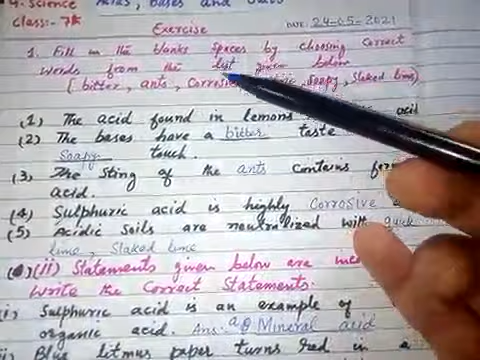 Science Acids, Bases and Salts
class:- 7th DATE: 24-05-2021
Exercise
1. Fill in the blanks spaces by choosing Correct
words from the list given below
( bitter, ants, Corrosive, soapy, slaked lime)
(1) The acid found in lemons acid
(2) The bases have a bitter taste
Soapy touch.
(3) The Sting of the ants contains
acid.
(4) Sulphuric acid is highly Corrosive
(5) Acidic Soils are neutralized with quick
lime, Slaked lime
(ii) Statements given below are
Write the Correct Statements.
(i) Sulphuric acid is an example of
organic acid. Ans. Mineral acid
Blue litmus paper turns red in a